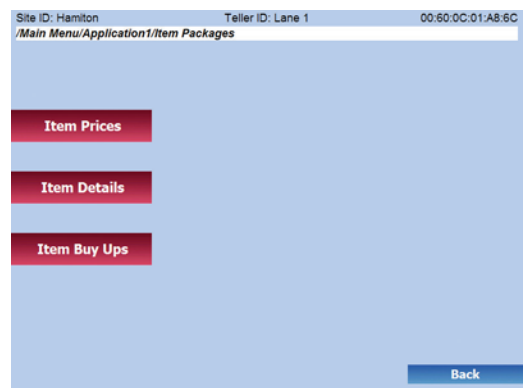 Site ID: Hamiton Teller ID: Lane 1 00:60:0C:01:A8:6C
/Main Menu/Application1/Item Packages
Item Prices
Item Details
Item Buy Ups
Back